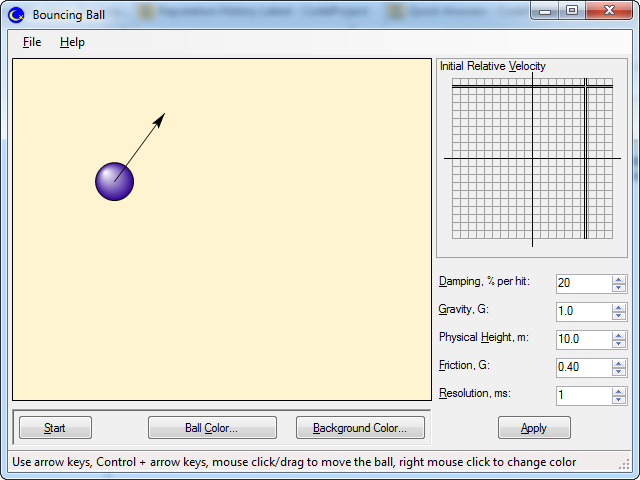 Bouncing Ball
File Help
Initial Relative Velocity
Damping, % per hit: 20
Gravity, G: 1.0
Physical Height, m: 10.0
Friction, G: 0.40
Resolution, ms: 1
Start Ball Color... Background Color... Apply
Use arrow keys, Control + arrow keys, mouse click/drag to move the ball, right mouse click to change color